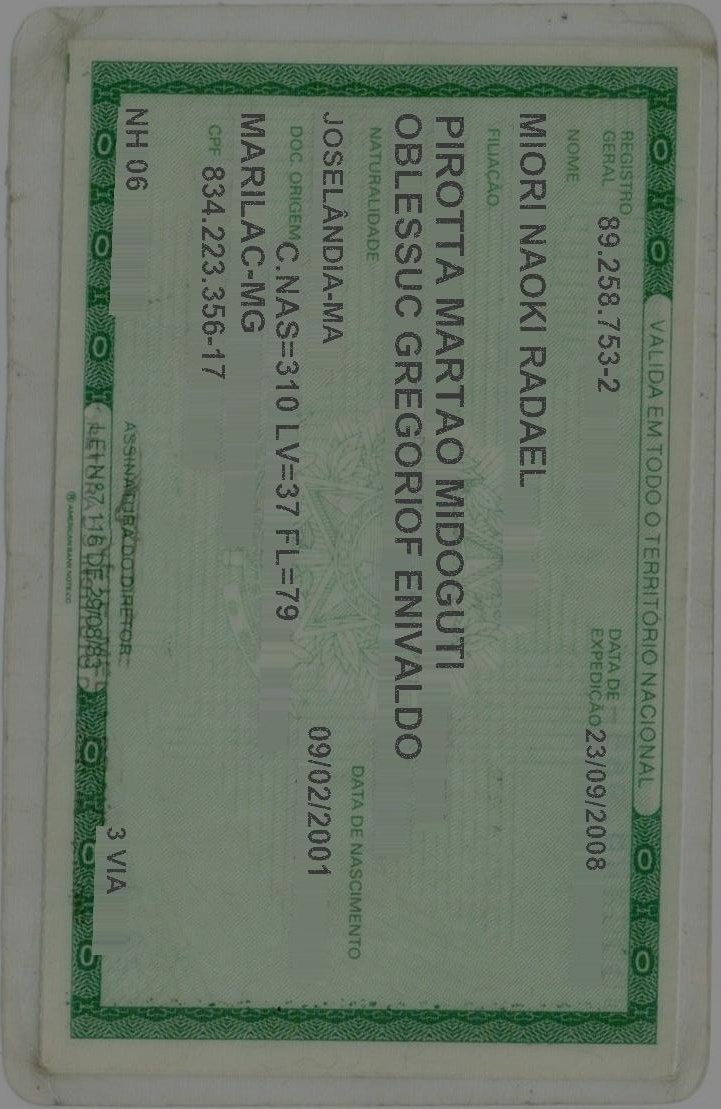 VÁLIDA EM TODO O TERRITÓRIO NACIONAL
REGISTRO GERAL 89.258.753-2 DATA DE EXPEDIÇÃO 23/09/2008
NOME
MIORI NAOKI RADAEL
FILIAÇÃO
PIROTTA MARTAO MIDOGUTI
OBLESSUC GREGORIOF ENIVALDO
NATURALIDADE DATA DE NASCIMENTO
JOSELÂNDIA-MA 09/02/2001
DOC. ORIGEM C.NAS=310 LV=37 FL=79
MARILAC-MG
CPF 834.223.356-17
NH 06 3 VIA
ASSINATURA DO DIRETOR
LEI Nº 7.116 DE 29/08/83
AMERICAN BANK NOTE CO.